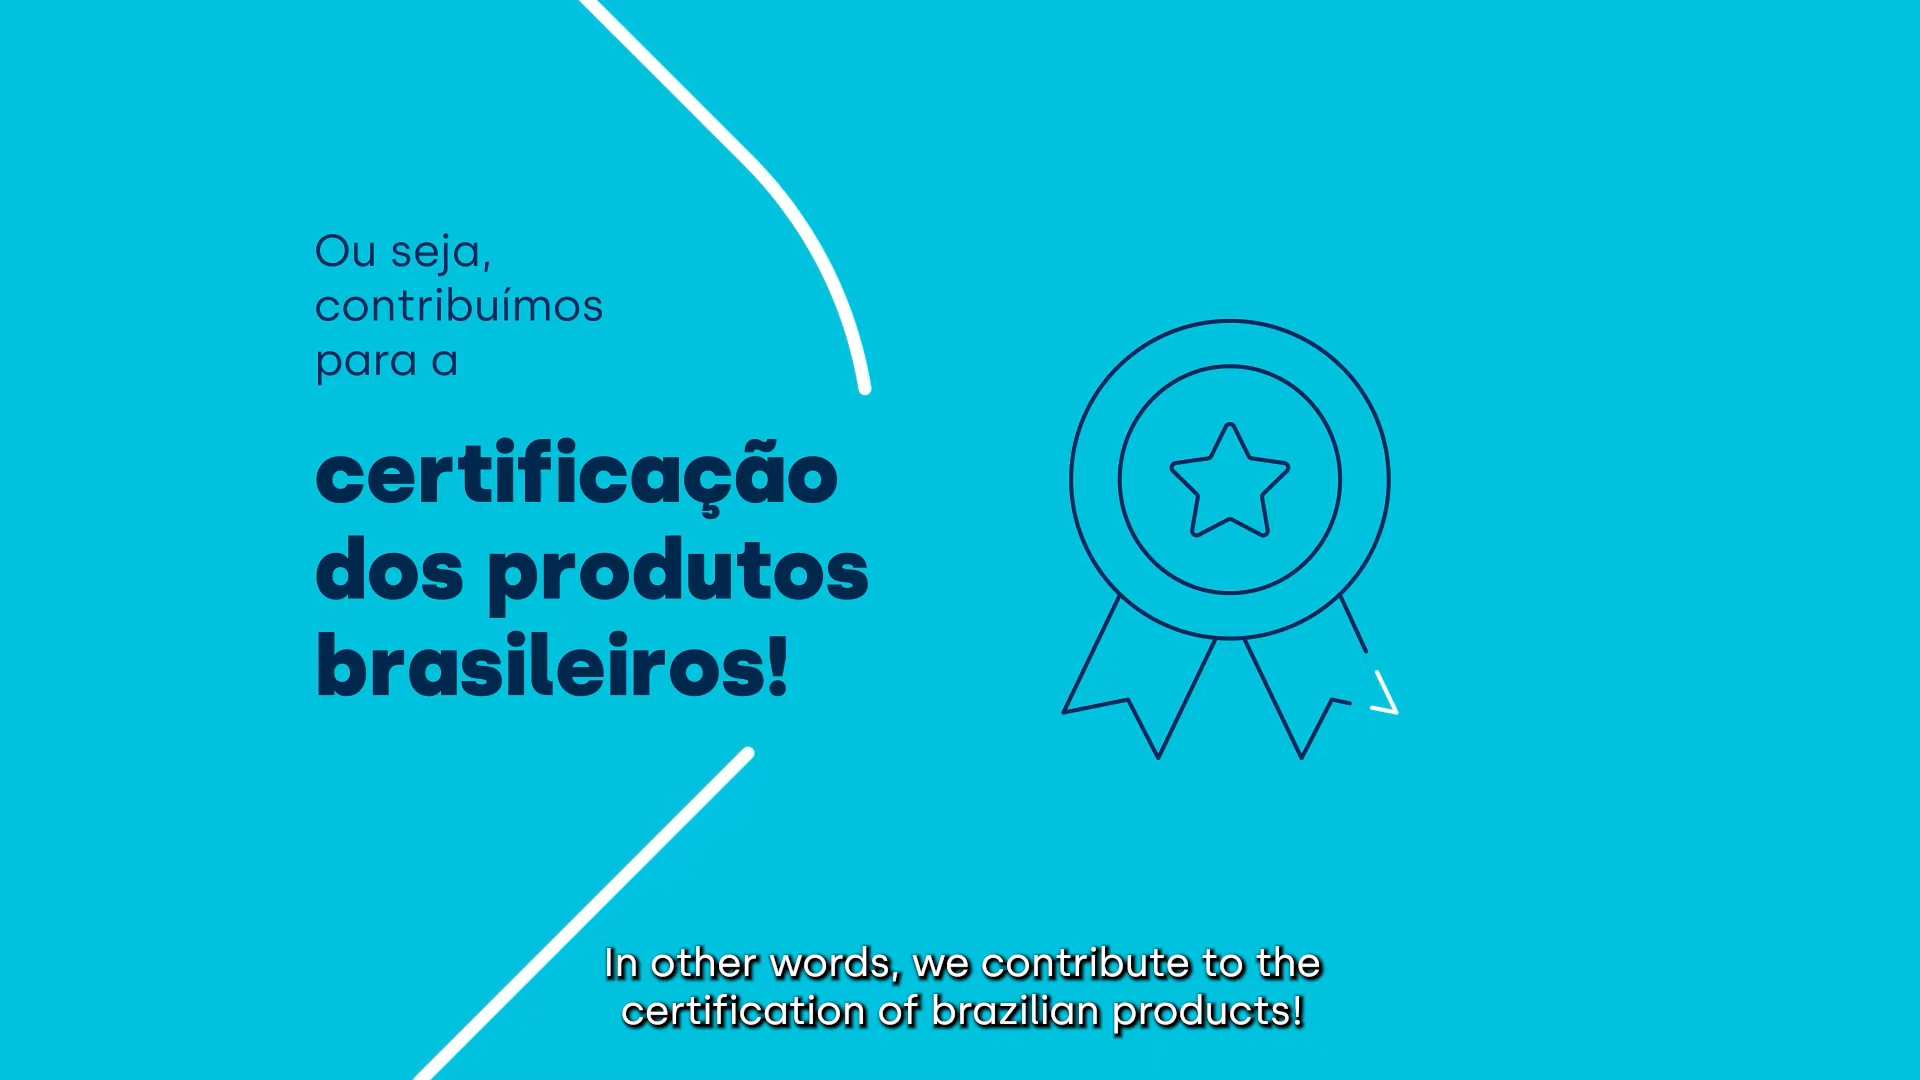 Ou seja,
contribuímos
para a
certificação
dos produtos
brasileiros!
In other words, we contribute to the
certification of brazilian products!